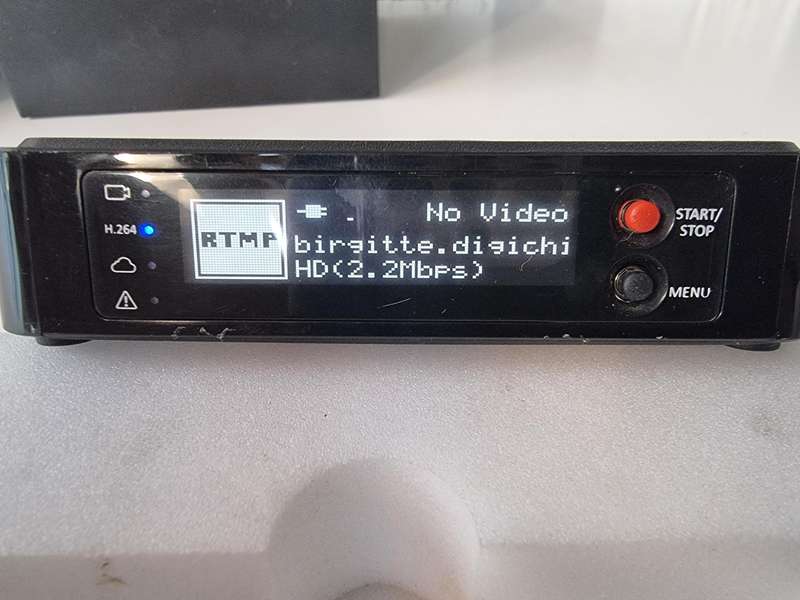 H.264
RTMP
No Video
birgitte.digichi
HD(2.2Mbps)
START/
STOP
MENU